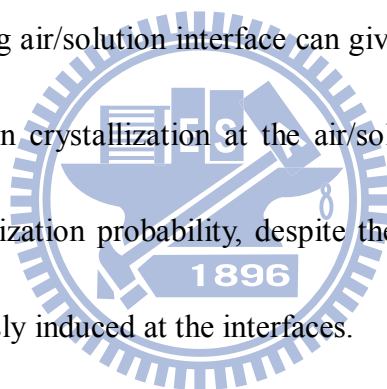 g air/solution interface can giv
n crystallization at the air/sol
E S
ization probability, despite the
1896
ly induced at the interfaces.